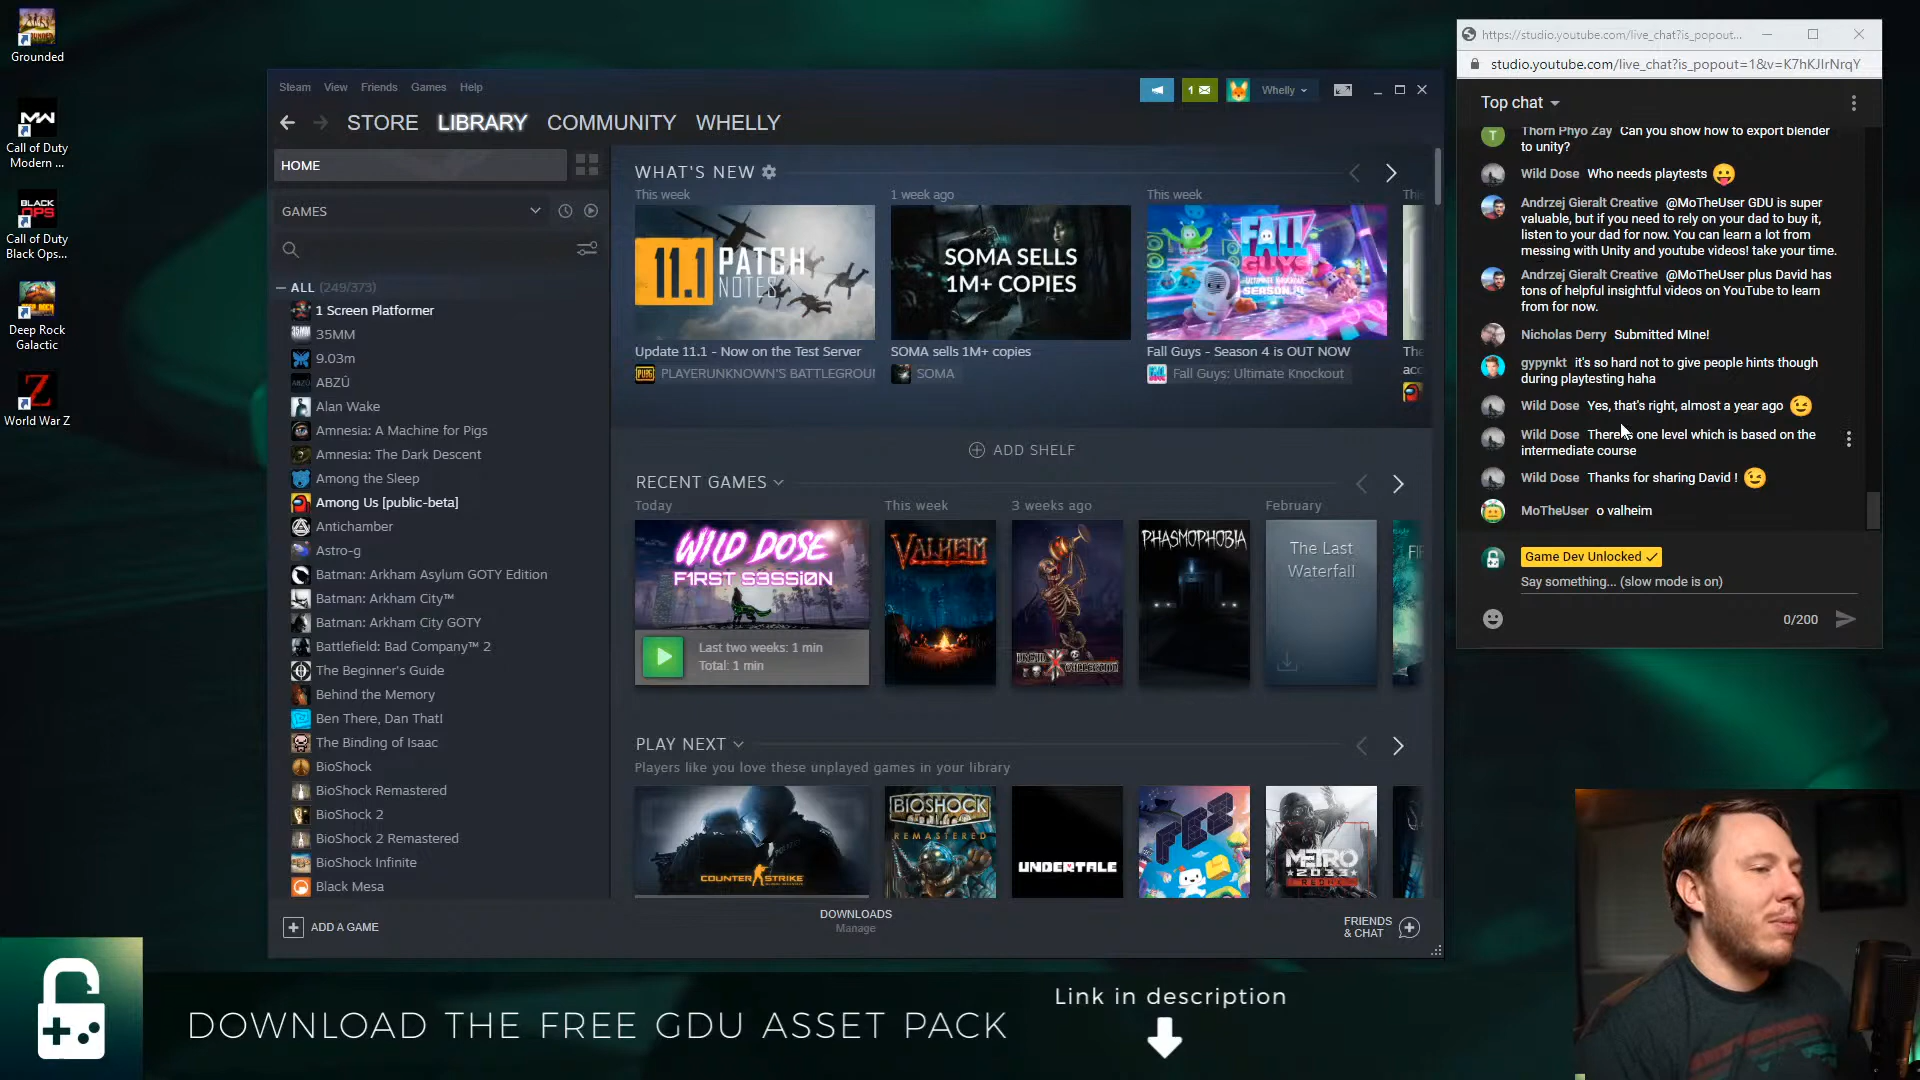 Grounded
Call of Duty
Modern ...
Call of Duty
Black Ops...
Deep Rock
Galactic
World War Z
Steam View Friends Games Help
1
Whelly
STORE LIBRARY COMMUNITY WHELLY
HOME
GAMES
ALL (249/373)
1 Screen Platformer
35MM
9.03m
ABZÛ
Alan Wake
Amnesia: A Machine for Pigs
Amnesia: The Dark Descent
Among the Sleep
Among Us [public-beta]
Antichamber
Astro-g
Batman: Arkham Asylum GOTY Edition
Batman: Arkham City™
Batman: Arkham City GOTY
Battlefield: Bad Company™ 2
The Beginner's Guide
Behind the Memory
Ben There, Dan That!
The Binding of Isaac
BioShock
BioShock Remastered
BioShock 2
BioShock 2 Remastered
BioShock Infinite
Black Mesa
ADD A GAME
WHAT'S NEW
This week
1 week ago
This week
11.1 PATCH NOTES
SOMA SELLS
1M+ COPIES
FALL GUYS
ULTIMATE KNOCKOUT
SEASON 4
Update 11.1 - Now on the Test Server
SOMA sells 1M+ copies
Fall Guys - Season 4 is OUT NOW
PLAYERUNKNOWN'S BATTLEGROUN
SOMA
Fall Guys: Ultimate Knockout
ADD SHELF
RECENT GAMES
Today
This week
3 weeks ago
February
WILD DOSE
F1RST S3SSIØN
VALHEIM
PHASMOPHOBIA
The Last
Waterfall
Last two weeks: 1 min
Total: 1 min
PLAY NEXT
Players like you love these unplayed games in your library
COUNTER STRIKE
BIOSHOCK
REMASTERED
UNDERTALE
FEZ
METRO
2033
REDUX
DOWNLOADS
Manage
FRIENDS
& CHAT
https://studio.youtube.com/live_chat?is_popout...
studio.youtube.com/live_chat?is_popout=1&v=K7hKJIrNrqY
Top chat
T
Thorn Phyo Zay Can you show how to export blender
to unity?
Wild Dose Who needs playtests 😛
Andrzej Gieralt Creative @MoTheUser GDU is super
valuable, but if you need to rely on your dad to buy it,
listen to your dad for now. You can learn a lot from
messing with Unity and youtube videos! take your time.
Andrzej Gieralt Creative @MoTheUser plus David has
tons of helpful insightful videos on YouTube to learn
from for now.
Nicholas Derry Submitted MIne!
gypynkt it's so hard not to give people hints though
during playtesting haha
Wild Dose Yes, that's right, almost a year ago 😉
Wild Dose There's one level which is based on the
intermediate course
Wild Dose Thanks for sharing David ! 😉
MoTheUser o valheim
Game Dev Unlocked
Say something... (slow mode is on)
0/200
DOWNLOAD THE FREE GDU ASSET PACK
Link in description